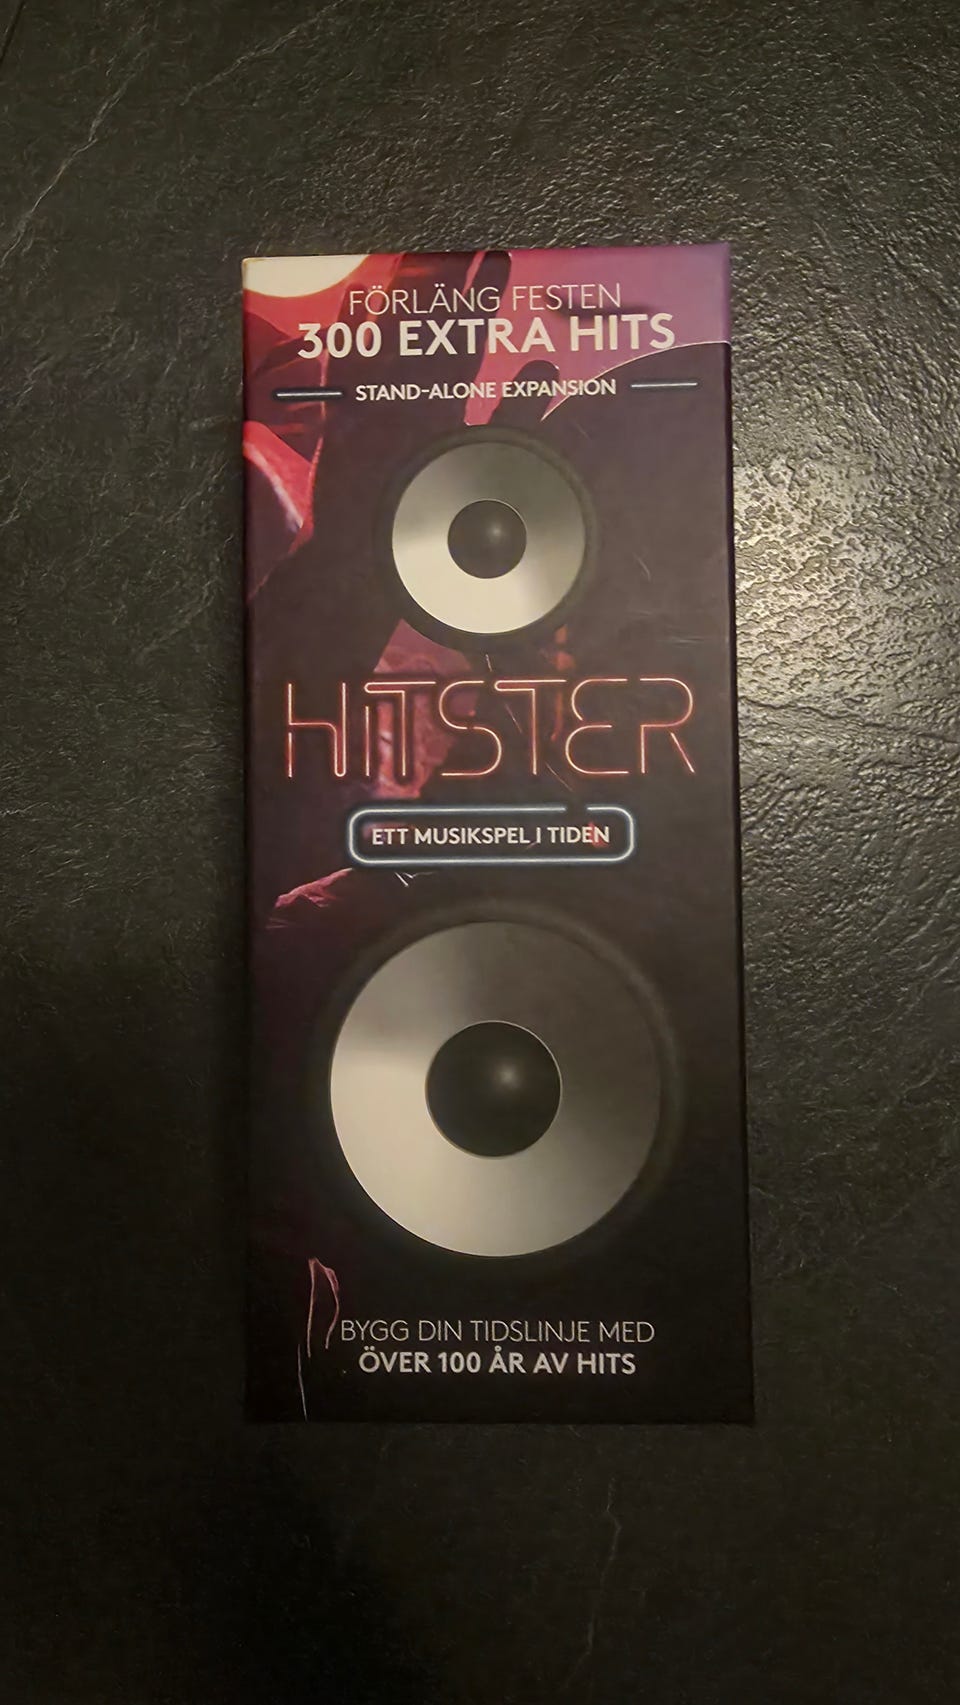 FÖRLÄNG FESTEN
300 EXTRA HITS
STAND-ALONE EXPANSION
HITSTER
ETT MUSIKSPEL I TIDEN
BYGG DIN TIDSLINJE MED
ÖVER 100 ÅR AV HITS